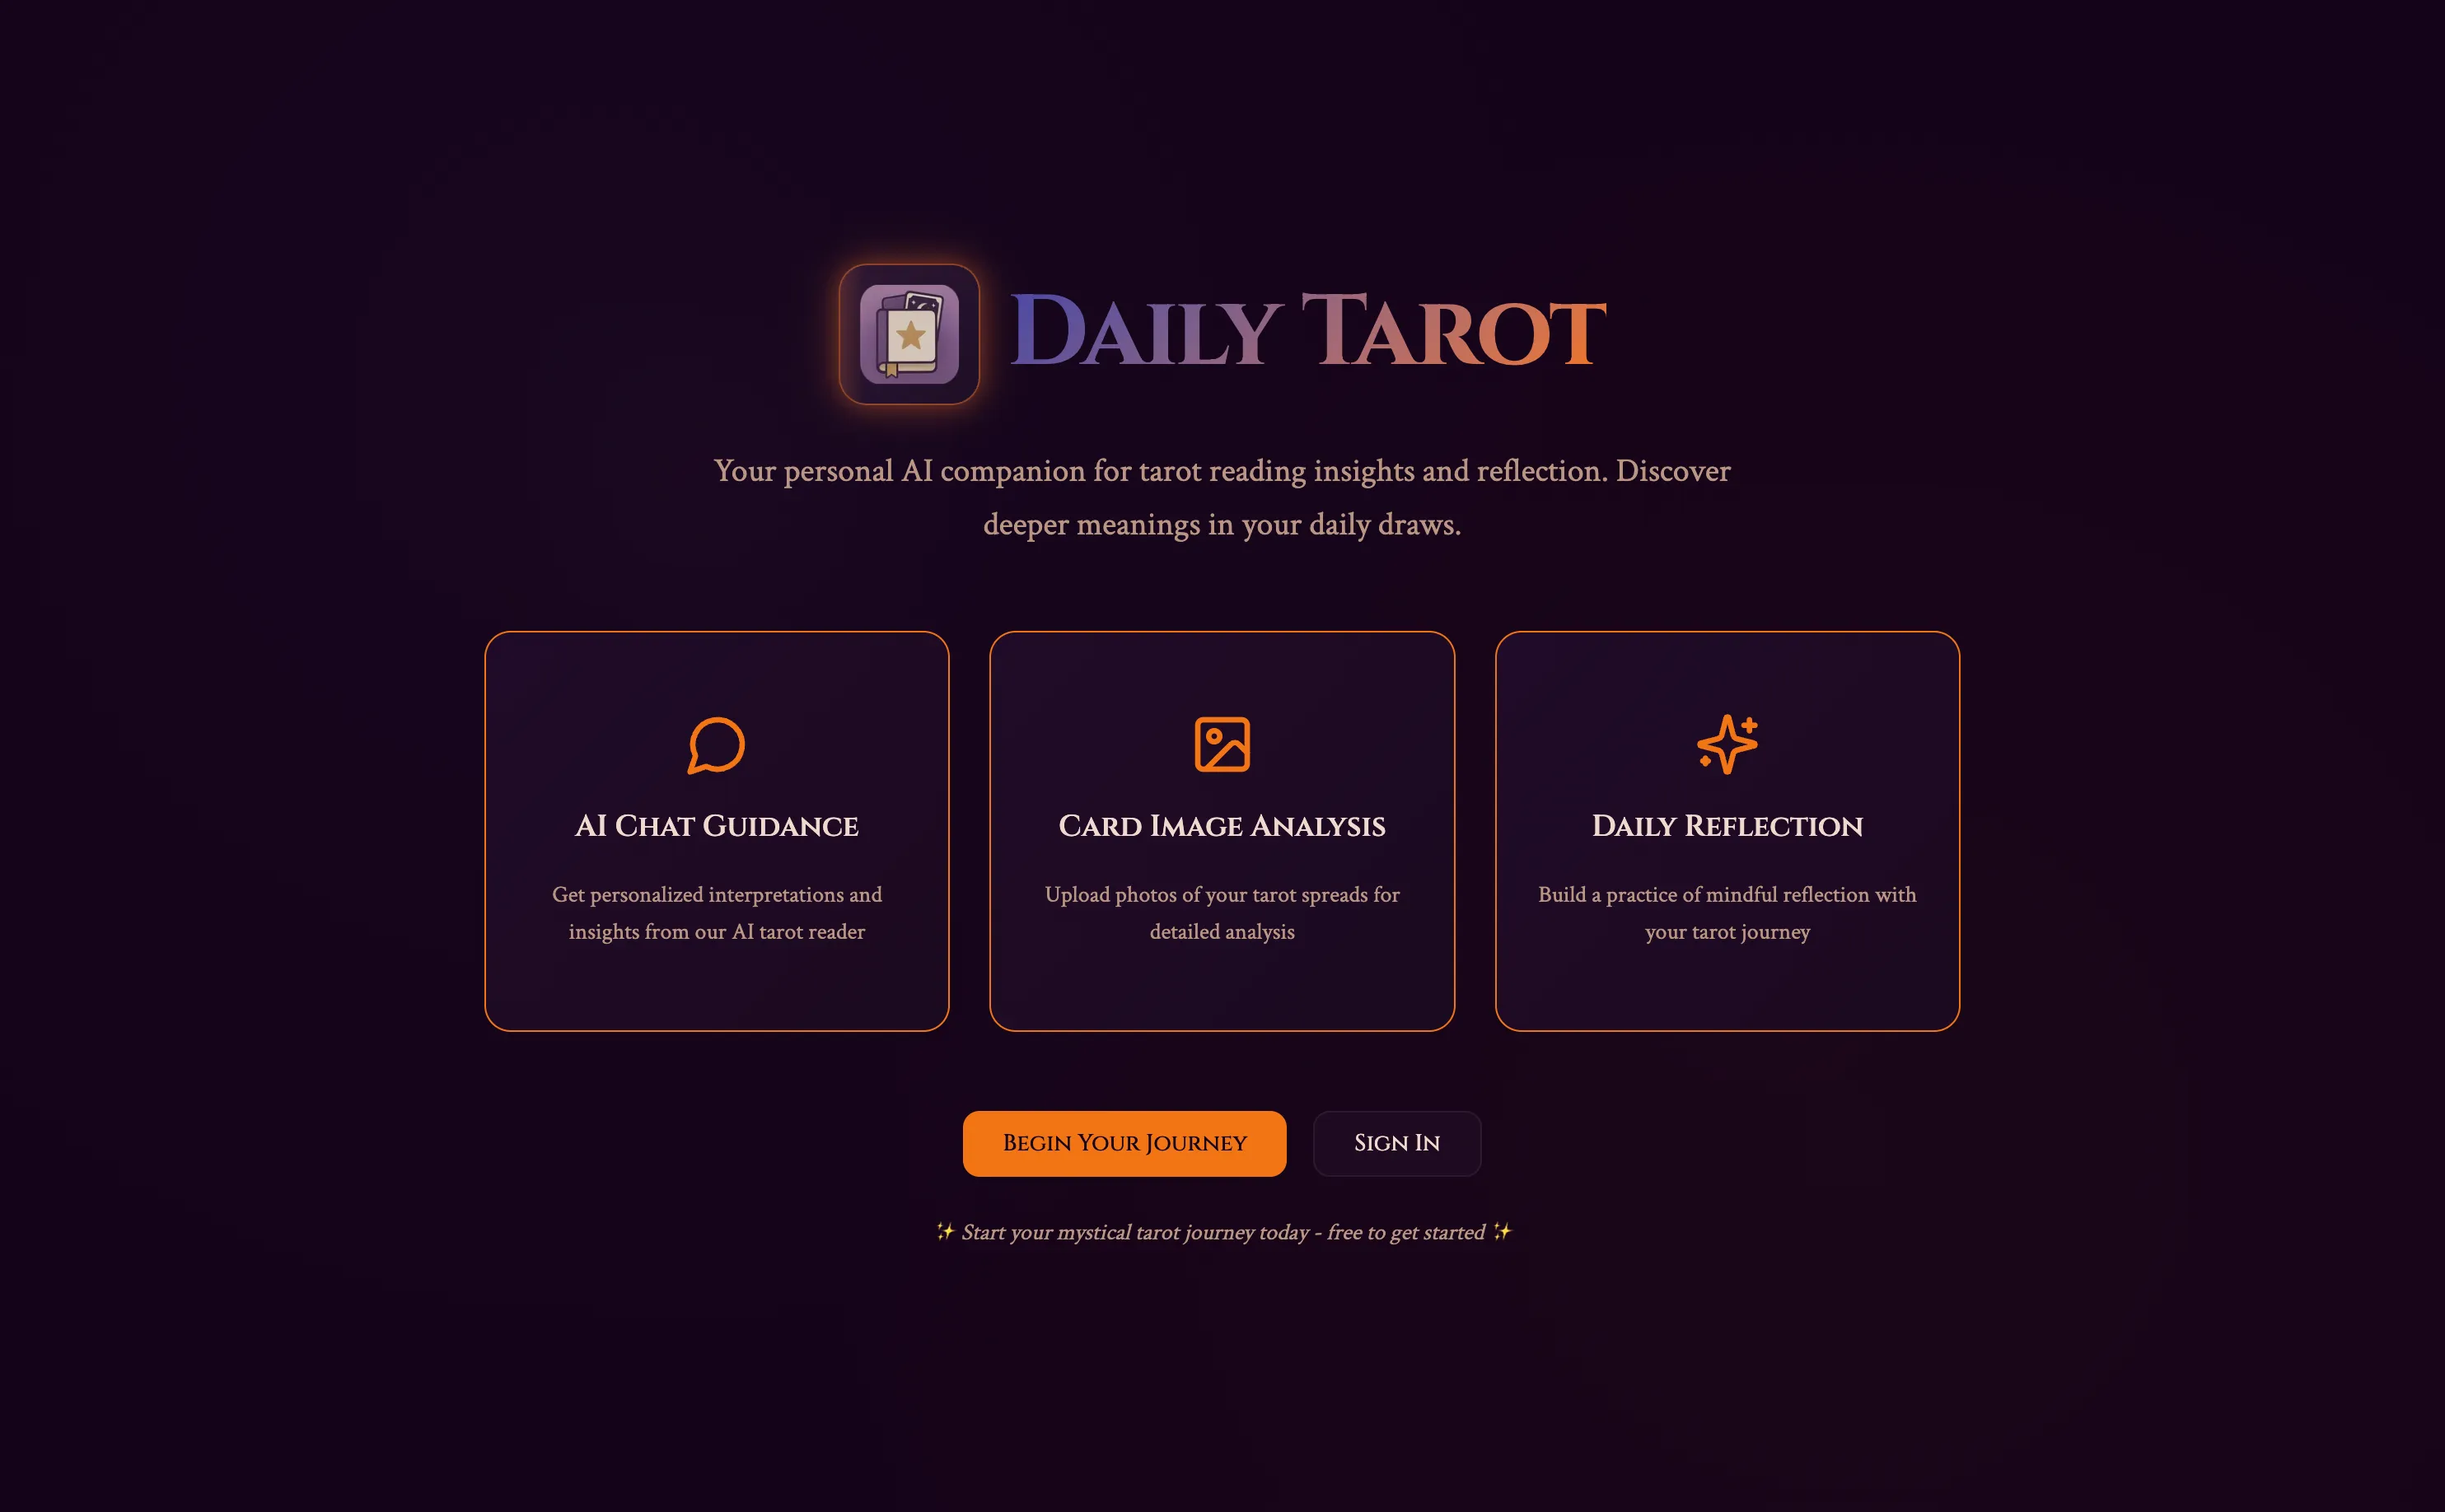 Daily Tarot
Your personal AI companion for tarot reading insights and reflection. Discover
deeper meanings in your daily draws.
AI Chat Guidance
Get personalized interpretations and
insights from our AI tarot reader
Card Image Analysis
Upload photos of your tarot spreads for
detailed analysis
Daily Reflection
Build a practice of mindful reflection with
your tarot journey
Begin Your Journey
Sign In
✨ Start your mystical tarot journey today - free to get started ✨